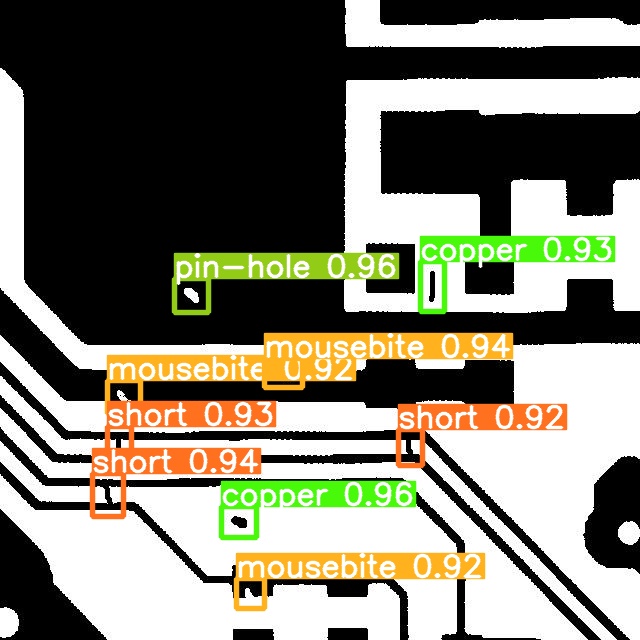 copper 0.93
pin-hole 0.96
mousebite 0.94
mousebite 0.92
short 0.93
short 0.92
short 0.94
copper 0.96
mousebite 0.92